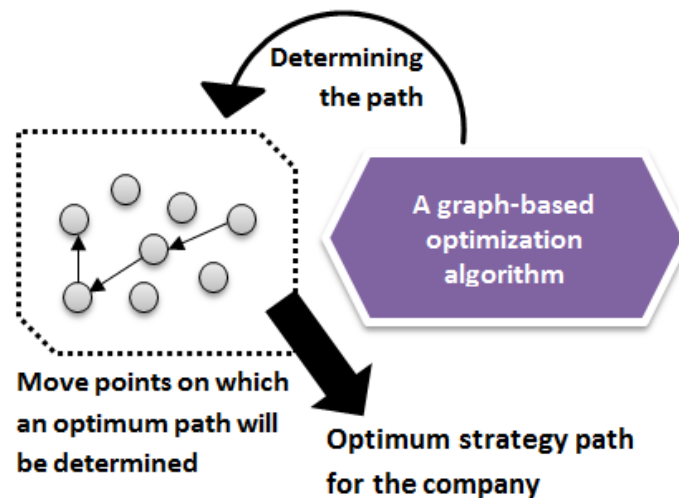 Determining
the path
A graph-based
optimization
algorithm
Move points on which
an optimum path will
be determined
Optimum strategy path
for the company